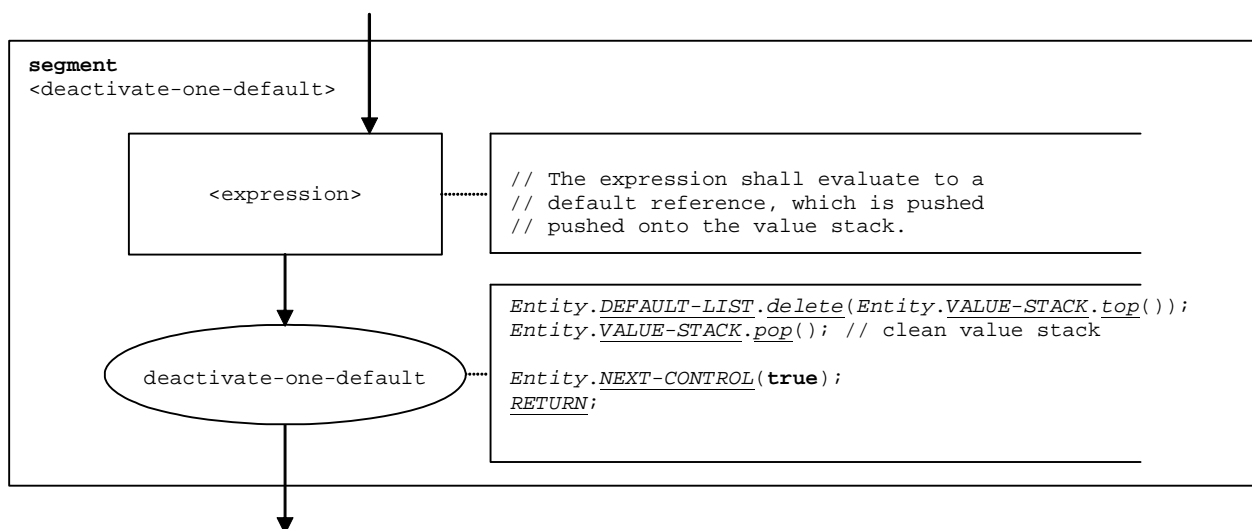 segment
<deactivate-one-default>
<expression>
// The expression shall evaluate to a
// default reference, which is pushed
// pushed onto the value stack.
deactivate-one-default
Entity.DEFAULT-LIST.delete(Entity.VALUE-STACK.top());
Entity.VALUE-STACK.pop(); // clean value stack
Entity.NEXT-CONTROL(true);
RETURN;